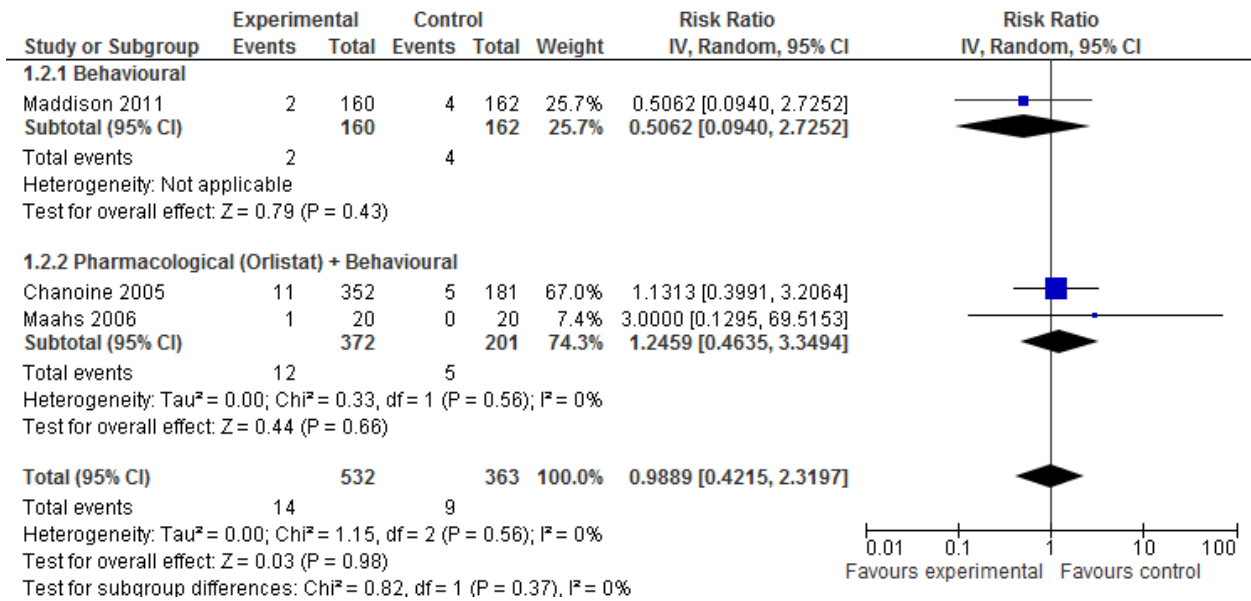 Experimental Control Risk Ratio Risk Ratio
Study or Subgroup Events Total Events Total Weight IV, Random, 95% CI IV, Random, 95% CI
1.2.1 Behavioural
Maddison 2011 2 160 4 162 25.7% 0.5062 [0.0940, 2.7252]
Subtotal (95% CI) 160 162 25.7% 0.5062 [0.0940, 2.7252]
Total events 2 4
Heterogeneity: Not applicable
Test for overall effect: Z = 0.79 (P = 0.43)
1.2.2 Pharmacological (Orlistat) + Behavioural
Chanoine 2005 11 352 5 181 67.0% 1.1313 [0.3991, 3.2064]
Maahs 2006 1 20 0 20 7.4% 3.0000 [0.1295, 69.5153]
Subtotal (95% CI) 372 201 74.3% 1.2459 [0.4635, 3.3494]
Total events 12 5
Heterogeneity: Tau² = 0.00; Chi² = 0.33, df = 1 (P = 0.56); I² = 0%
Test for overall effect: Z = 0.44 (P = 0.66)
Total (95% CI) 532 363 100.0% 0.9889 [0.4215, 2.3197]
Total events 14 9
Heterogeneity: Tau² = 0.00; Chi² = 1.15, df = 2 (P = 0.56); I² = 0%
Test for overall effect: Z = 0.03 (P = 0.98)
Test for subgroup differences: Chi² = 0.82, df = 1 (P = 0.37), I² = 0%
0.01 0.1 1 10 100
Favours experimental Favours control